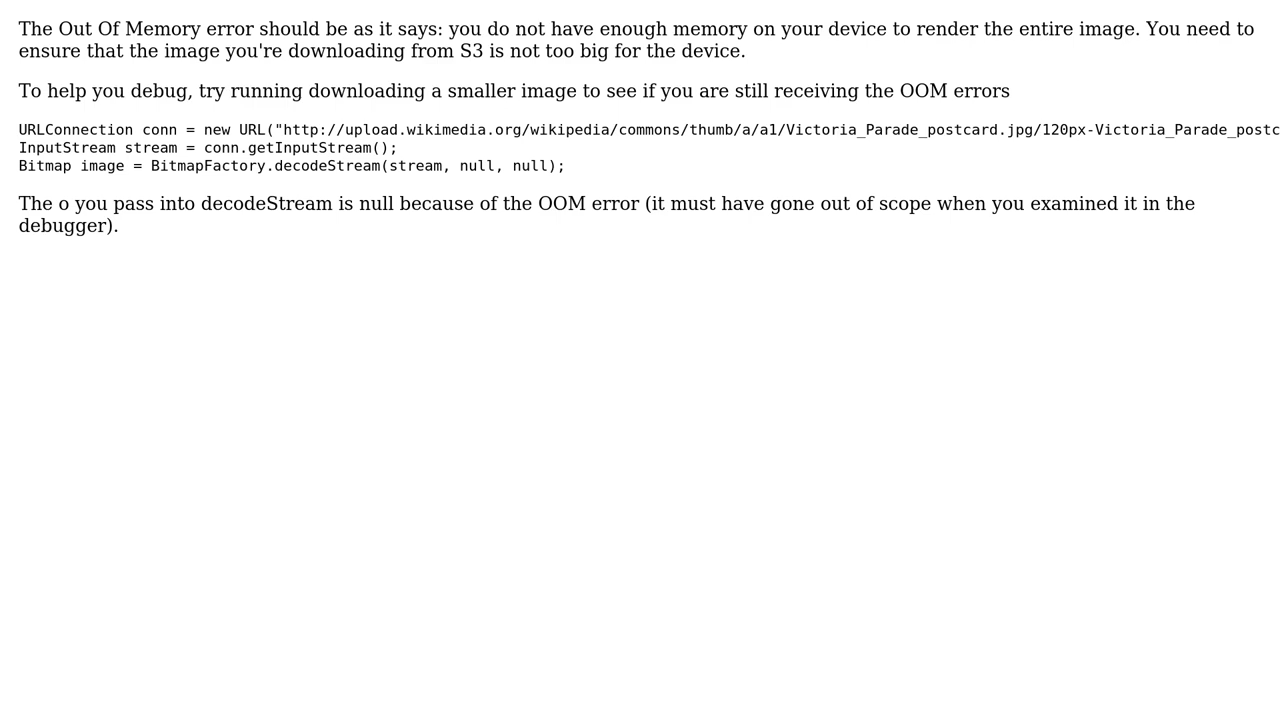 The Out Of Memory error should be as it says: you do not have enough memory on your device to render the entire image. You need to
ensure that the image you're downloading from S3 is not too big for the device.
To help you debug, try running downloading a smaller image to see if you are still receiving the OOM errors
URLConnection conn = new URL("http://upload.wikimedia.org/wikipedia/commons/thumb/a/a1/Victoria_Parade_postcard.jpg/120px-Victoria_Parade_postc
InputStream stream = conn.getInputStream();
Bitmap image = BitmapFactory.decodeStream(stream, null, null);
The o you pass into decodeStream is null because of the OOM error (it must have gone out of scope when you examined it in the
debugger).